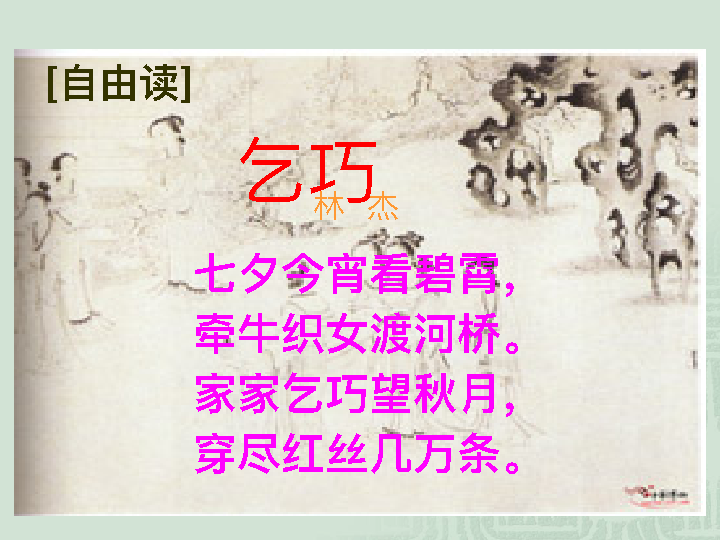 [自由读]
乞巧
林 杰
七夕今宵看碧霄，
牵牛织女渡河桥。
家家乞巧望秋月，
穿尽红丝几万条。